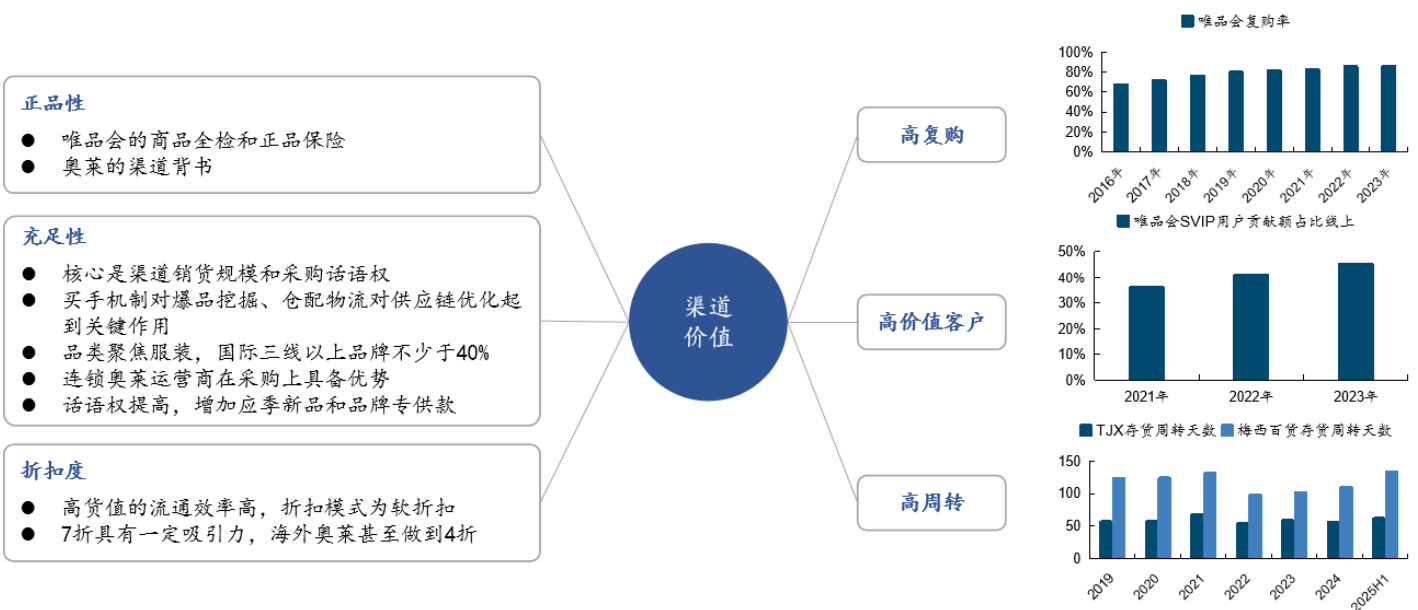 正品性
● 唯品会的商品全检和正品保险
● 奥莱的渠道背书
充足性
● 核心是渠道销货规模和采购话语权
● 买手机制对爆品挖掘、仓配物流对供应链优化起
到关键作用
● 品类聚焦服装，国际三线以上品牌不少于40%
● 连锁奥莱运营商在采购上具备优势
● 话语权提高，增加应季新品和品牌专供款
折扣度
● 高货值的流通效率高，折扣模式为软折扣
● 7折具有一定吸引力，海外奥莱甚至做到4折
渠道
价值
高复购
高价值客户
高周转
唯品会复购率
100%
80%
60%
40%
20%
0%
2016年 2017年 2018年 2019年 2020年 2021年 2022年 2023年
唯品会SVIP用户贡献额占比线上
50%
40%
30%
20%
10%
0%
2021年 2022年 2023年
TJX存货周转天数 梅西百货存货周转天数
150
100
50
0
2019 2020 2021 2022 2023 2024 2025H1